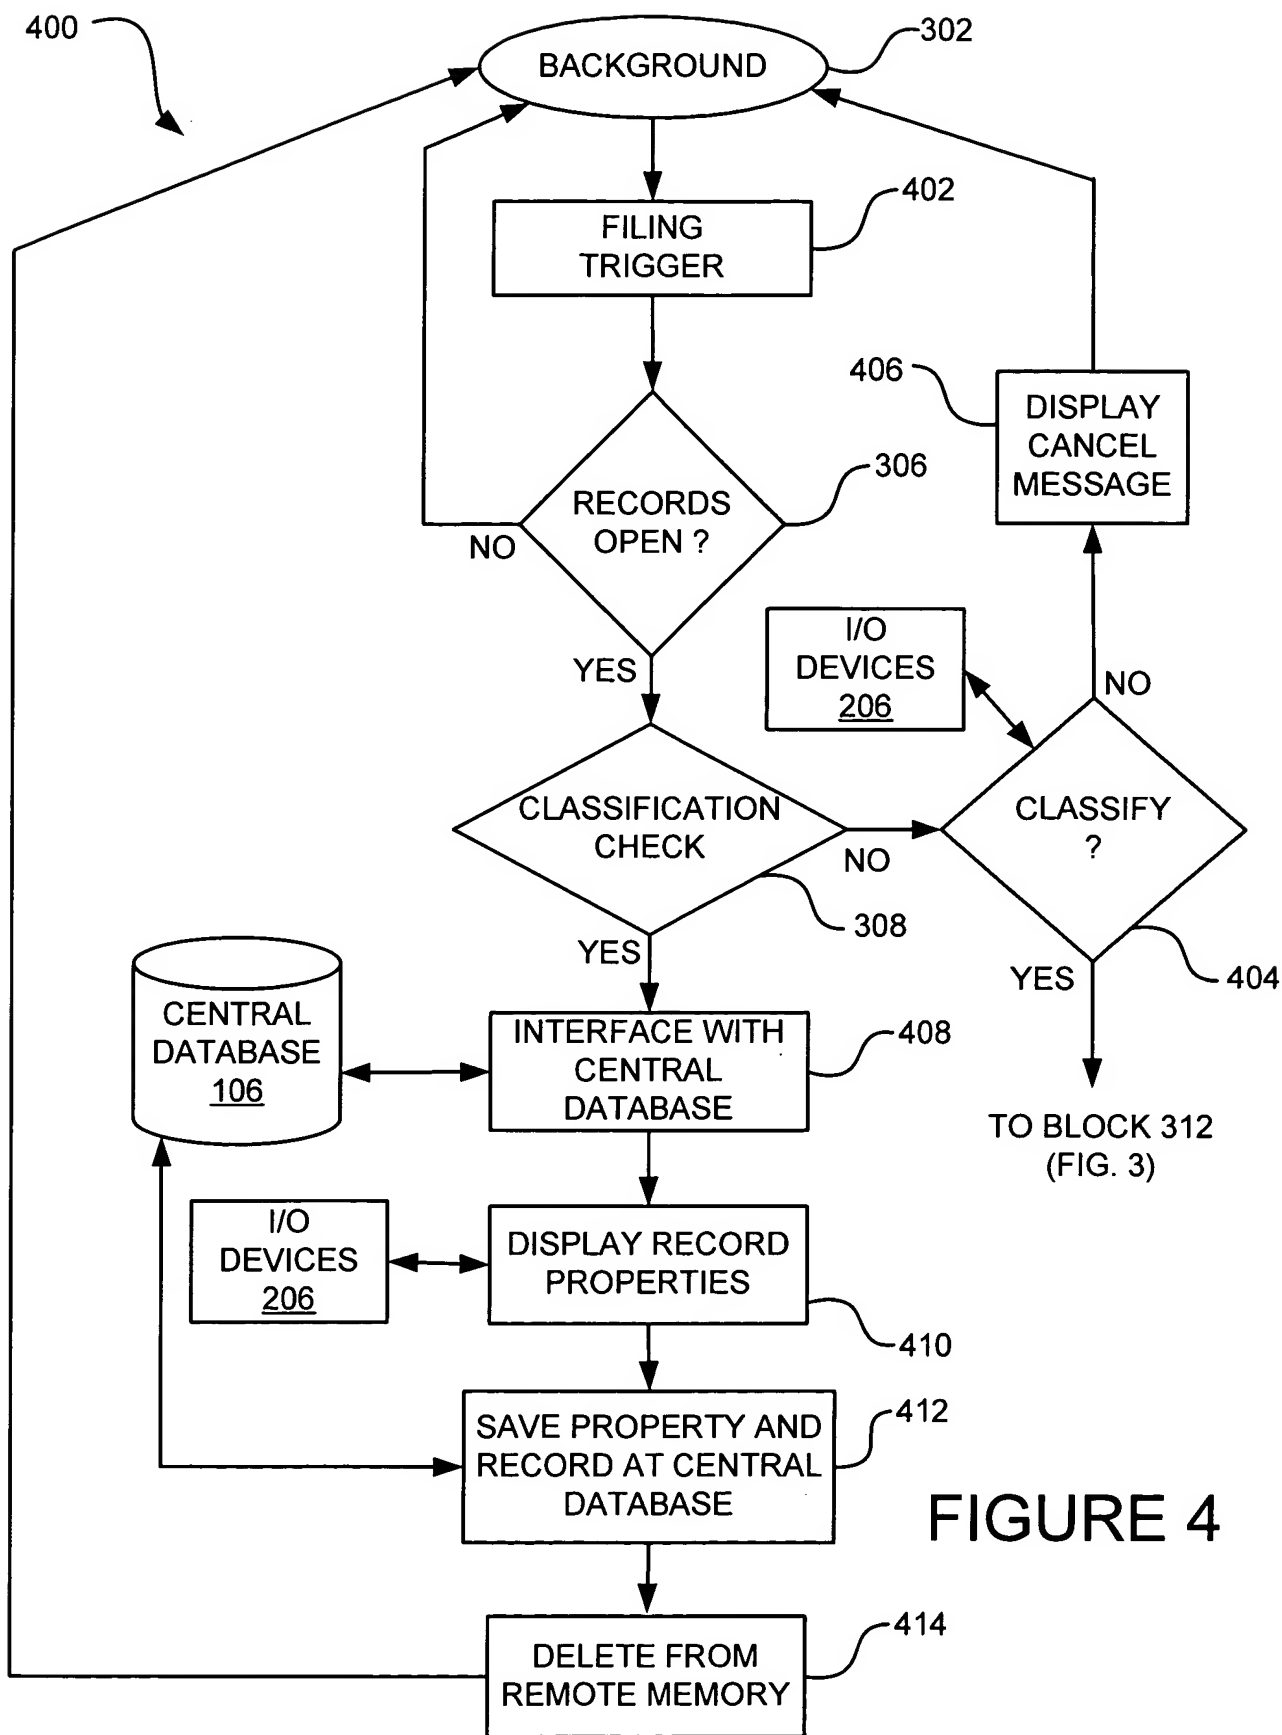 400
BACKGROUND
302
FILING
TRIGGER
402
RECORDS
OPEN ?
306
NO
YES
DISPLAY
CANCEL
MESSAGE
406
I/O
DEVICES
206
NO
CLASSIFICATION
CHECK
NO
308
YES
CLASSIFY
?
YES
404
TO BLOCK 312
(FIG. 3)
CENTRAL
DATABASE
106
INTERFACE WITH
CENTRAL
DATABASE
408
I/O
DEVICES
206
DISPLAY RECORD
PROPERTIES
410
SAVE PROPERTY AND
RECORD AT CENTRAL
DATABASE
412
FIGURE 4
DELETE FROM
REMOTE MEMORY
414